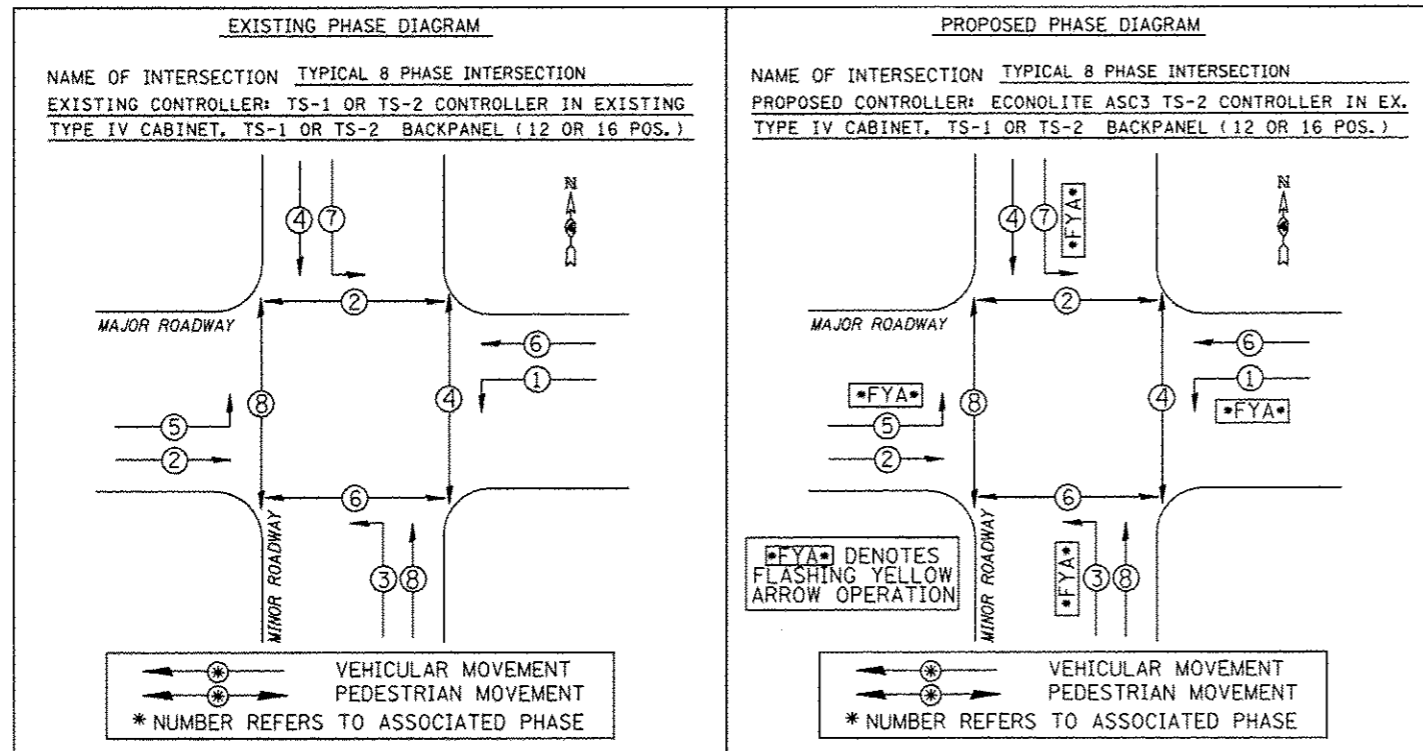 EXISTING PHASE DIAGRAM
NAME OF INTERSECTION TYPICAL 8 PHASE INTERSECTION
EXISTING CONTROLLER: TS-1 OR TS-2 CONTROLLER IN EXISTING
TYPE IV CABINET. TS-1 OR TS-2 BACKPANEL (12 OR 16 POS.)
N
4
7
2
MAJOR ROADWAY
6
1
8
4
5
2
6
MINOR ROADWAY
3
8
* VEHICULAR MOVEMENT
* PEDESTRIAN MOVEMENT
* NUMBER REFERS TO ASSOCIATED PHASE
PROPOSED PHASE DIAGRAM
NAME OF INTERSECTION TYPICAL 8 PHASE INTERSECTION
PROPOSED CONTROLLER: ECONOLITE ASC3 TS-2 CONTROLLER IN EX.
TYPE IV CABINET. TS-1 OR TS-2 BACKPANEL (12 OR 16 POS.)
N
4
7
*FYA*
2
MAJOR ROADWAY
6
1
*FYA*
*FYA*
8
4
5
2
6
*FYA* DENOTES
FLASHING YELLOW
ARROW OPERATION
MINOR ROADWAY
*FYA*
3
8
* VEHICULAR MOVEMENT
* PEDESTRIAN MOVEMENT
* NUMBER REFERS TO ASSOCIATED PHASE